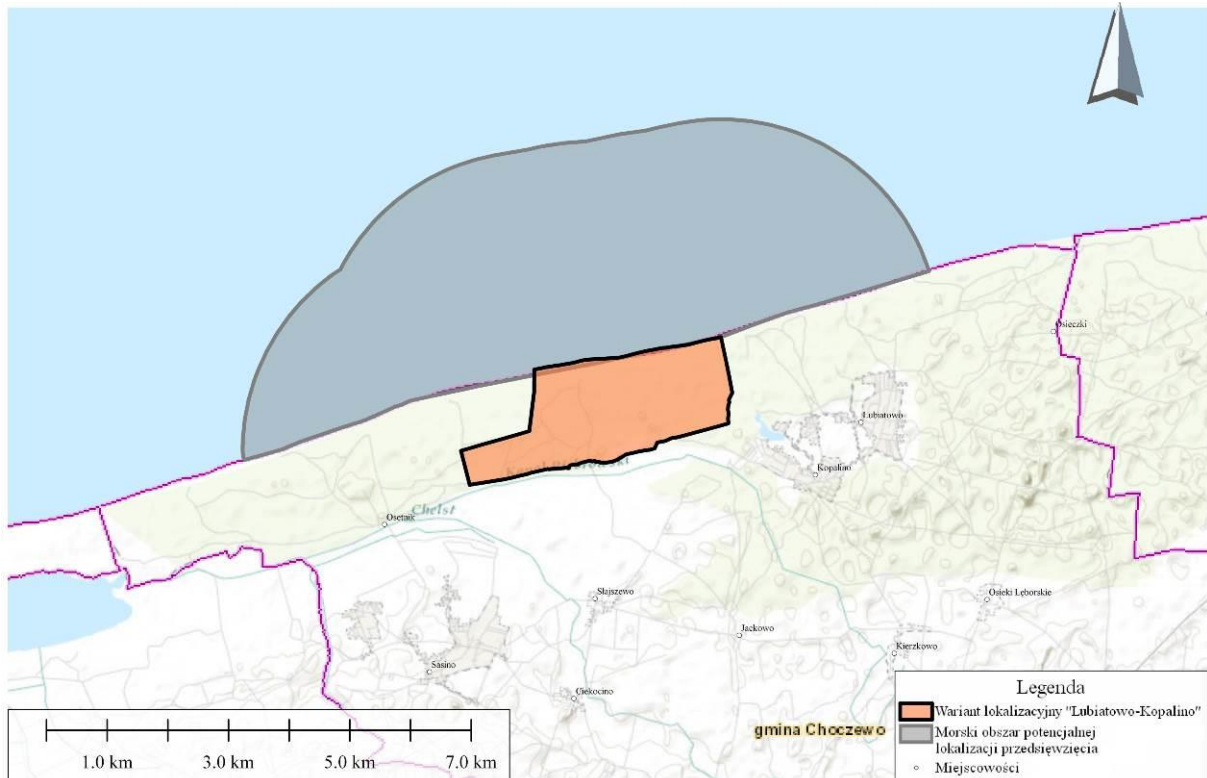 Osieczki
Lubiatowo
Kopalino
Chełst
Osetnik
Słajszewo
Osieki Lęborskie
Jackowo
Kierzkowo
Sasino
Ciekocino
gmina Choczewo
1.0 km 3.0 km 5.0 km 7.0 km
Legenda
Wariant lokalizacyjny "Lubiatowo-Kopalino"
Morski obszar potencjalnej
lokalizacji przedsięwzięcia
Miejscowości